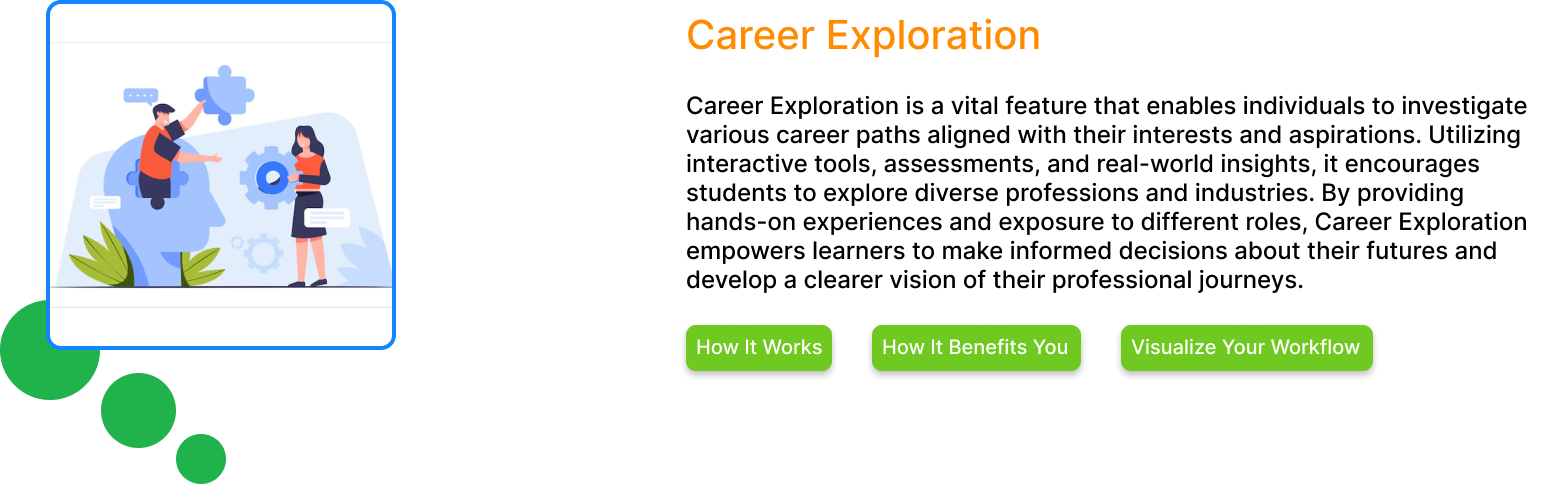 Career Exploration
Career Exploration is a vital feature that enables individuals to investigate
various career paths aligned with their interests and aspirations. Utilizing
interactive tools, assessments, and real-world insights, it encourages
students to explore diverse professions and industries. By providing
hands-on experiences and exposure to different roles, Career Exploration
empowers learners to make informed decisions about their futures and
develop a clearer vision of their professional journeys.
How It Works
How It Benefits You
Visualize Your Workflow